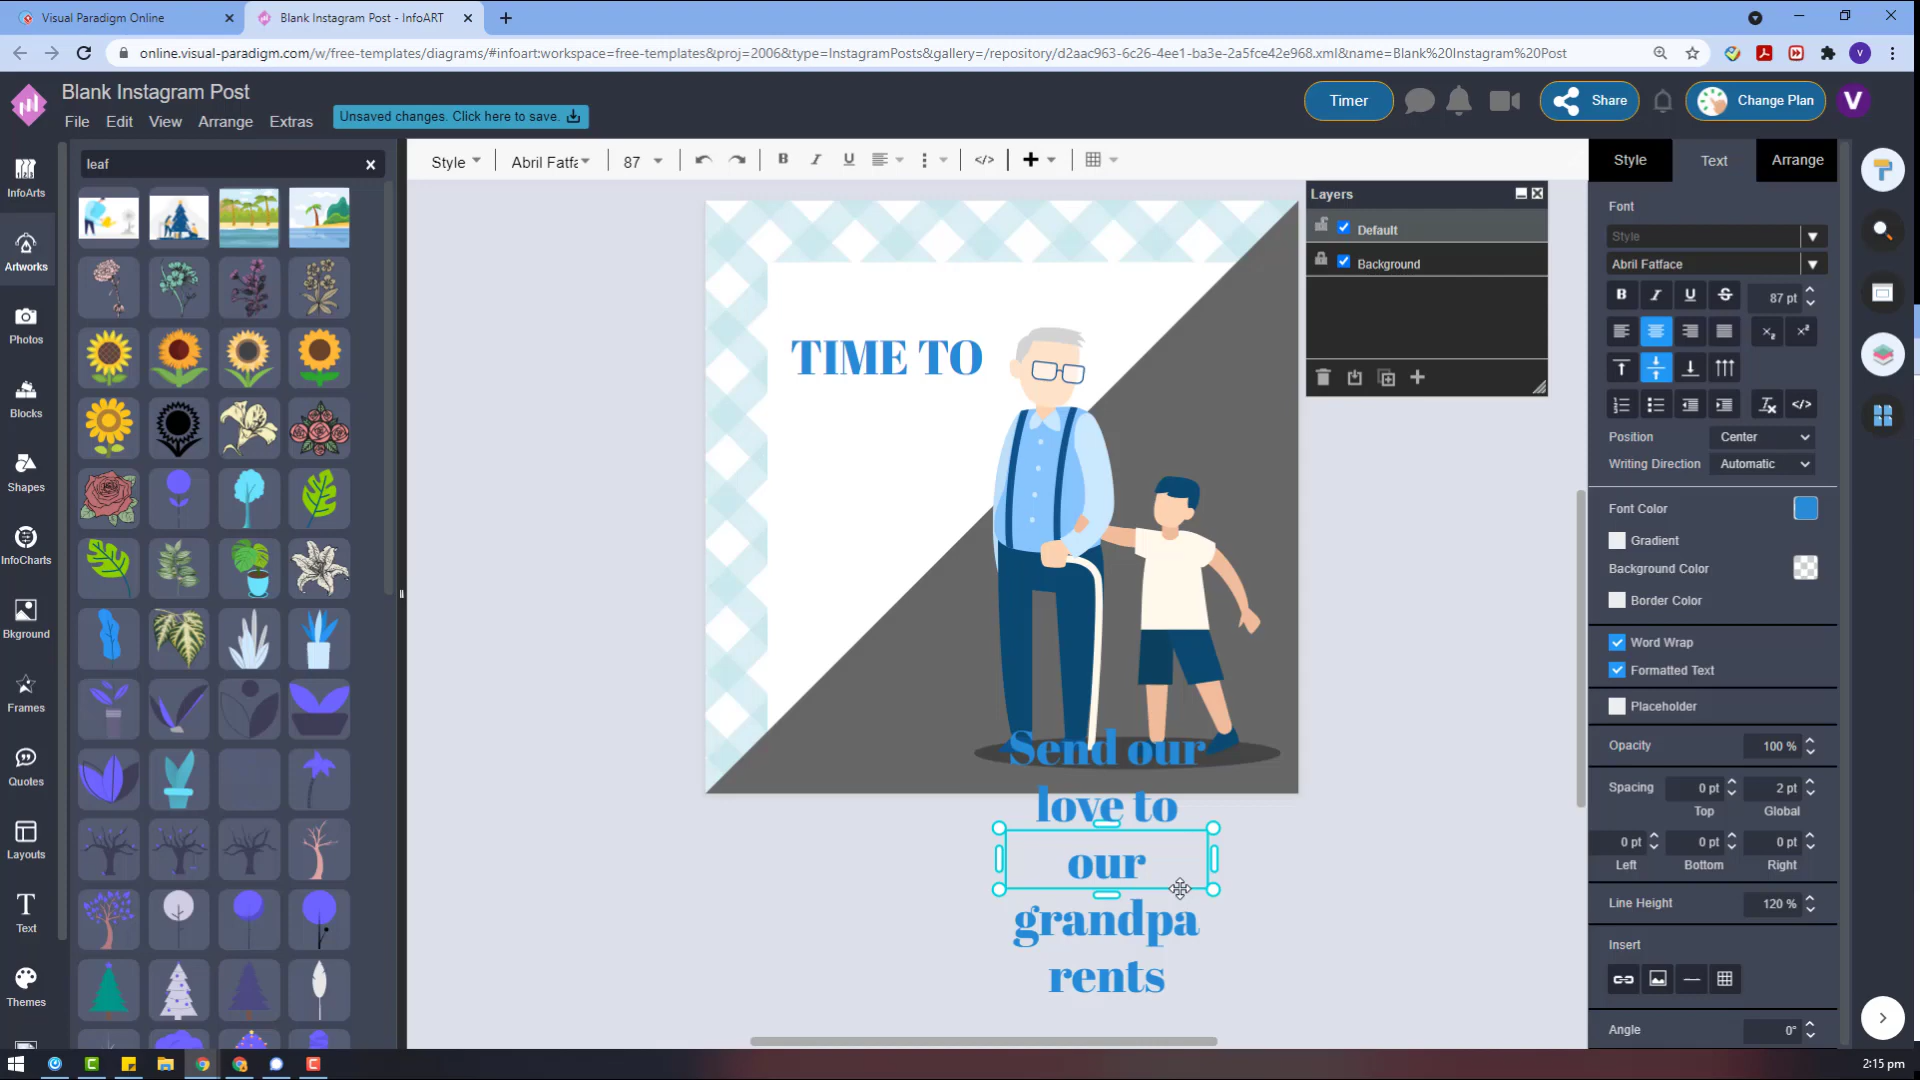 Visual Paradigm Online
Blank Instagram Post - InfoART
online.visual-paradigm.com/w/free-templates/diagrams/#infoart:workspace=free-templates&proj=2006&type=InstagramPosts&gallery=/repository/d2aac963-6c26-4ee1-ba3e-2a5fce42e968.xml&name=Blank%20Instagram%20Post
V
Blank Instagram Post
File Edit View Arrange Extras
Unsaved changes. Click here to save.
Timer
Share
Change Plan
V
leaf
InfoArts
Artworks
Photos
Blocks
Shapes
InfoCharts
Bkground
Frames
Quotes
Layouts
Text
Themes
Style
Abril Fatfa
87
B I U
</>
TIME TO
Send our
love to
our
grandpa
rents
Layers
Default
Background
Style Text Arrange
Font
Style
Abril Fatface
B I U S 87 pt
Position Center
Writing Direction Automatic
Font Color
Gradient
Background Color
Border Color
Word Wrap
Formatted Text
Placeholder
Opacity 100 %
Spacing 0 pt 2 pt
Top Global
0 pt 0 pt 0 pt
Left Bottom Right
Line Height 120 %
Insert
Angle 0°
2:15 pm